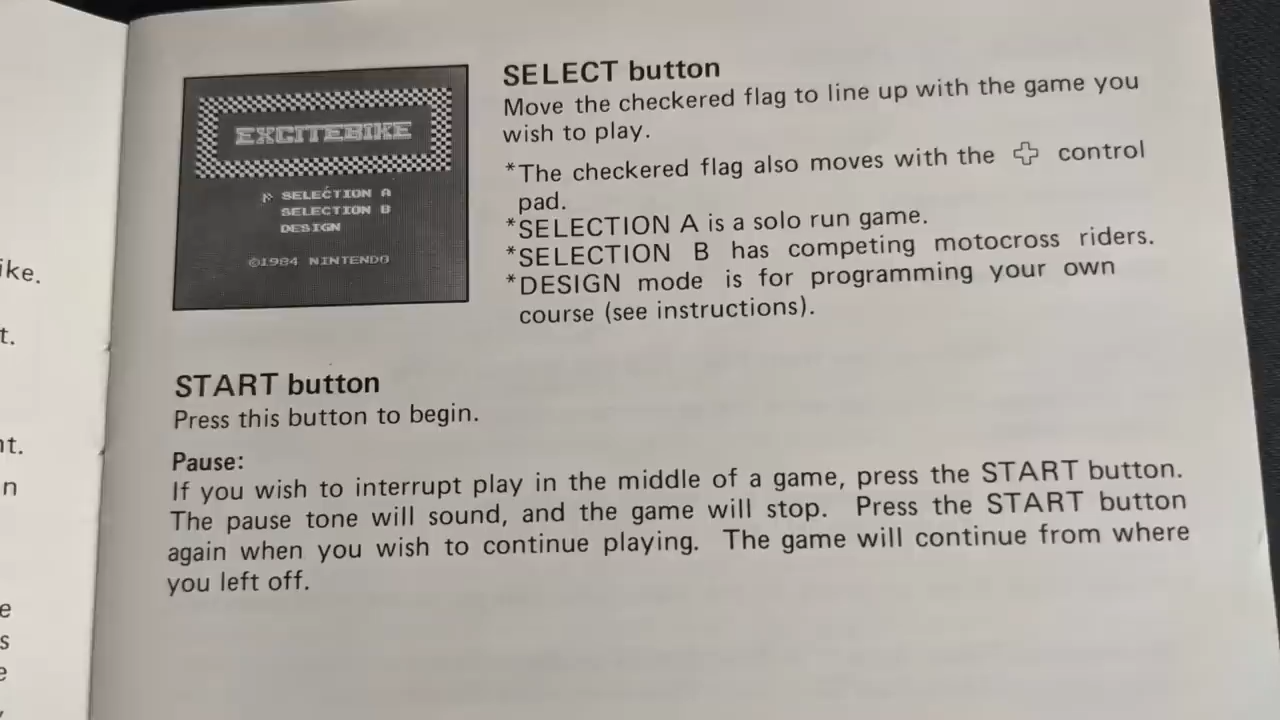 EXCITEBIKE
SELECTION A
SELECTION B
DESIGN
©1984 NINTENDO
SELECT button
Move the checkered flag to line up with the game you
wish to play.
*The checkered flag also moves with the control
pad.
*SELECTION A is a solo run game.
*SELECTION B has competing motocross riders.
*DESIGN mode is for programming your own
course (see instructions).
START button
Press this button to begin.
Pause:
If you wish to interrupt play in the middle of a game, press the START button.
The pause tone will sound, and the game will stop. Press the START button
again when you wish to continue playing. The game will continue from where
you left off.